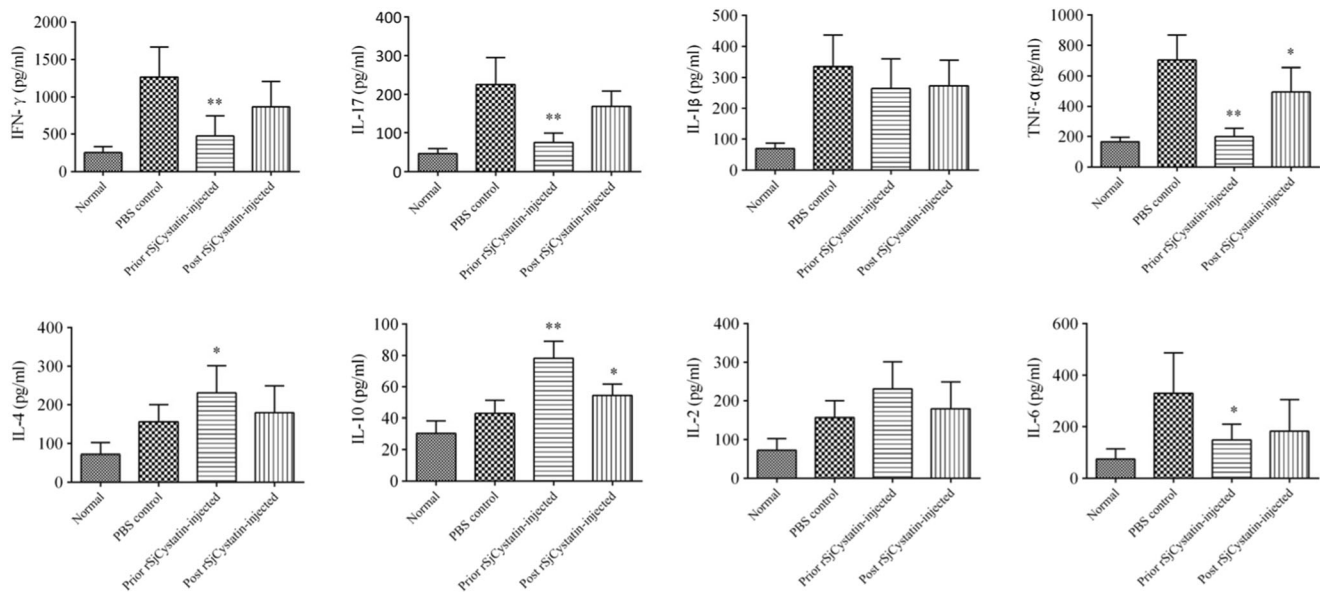 IFN- γ (pg/ml)
2000
1500
1000
500
0
**
Normal
PBS control
Prior rSjCystatin-injected
Post rSjCystatin-injected
IL-17 (pg/ml)
400
300
200
100
0
**
Normal
PBS control
Prior rSjCystatin-injected
Post rSjCystatin-injected
IL-1β (pg/ml)
500
400
300
200
100
0
Normal
PBS control
Prior rSjCystatin-injected
Post rSjCystatin-injected
TNF-α (pg/ml)
1000
800
600
400
200
0
**
*
Normal
PBS control
Prior rSjCystatin-injected
Post rSjCystatin-injected
IL-4 (pg/ml)
400
300
200
100
0
*
Normal
PBS control
Prior rSjCystatin-injected
Post rSjCystatin-injected
IL-10 (pg/ml)
100
80
60
40
20
0
**
*
Normal
PBS control
Prior rSjCystatin-injected
Post rSjCystatin-injected
IL-2 (pg/ml)
400
300
200
100
0
Normal
PBS control
Prior rSjCystatin-injected
Post rSjCystatin-injected
IL-6 (pg/ml)
600
400
200
0
*
Normal
PBS control
Prior rSjCystatin-injected
Post rSjCystatin-injected